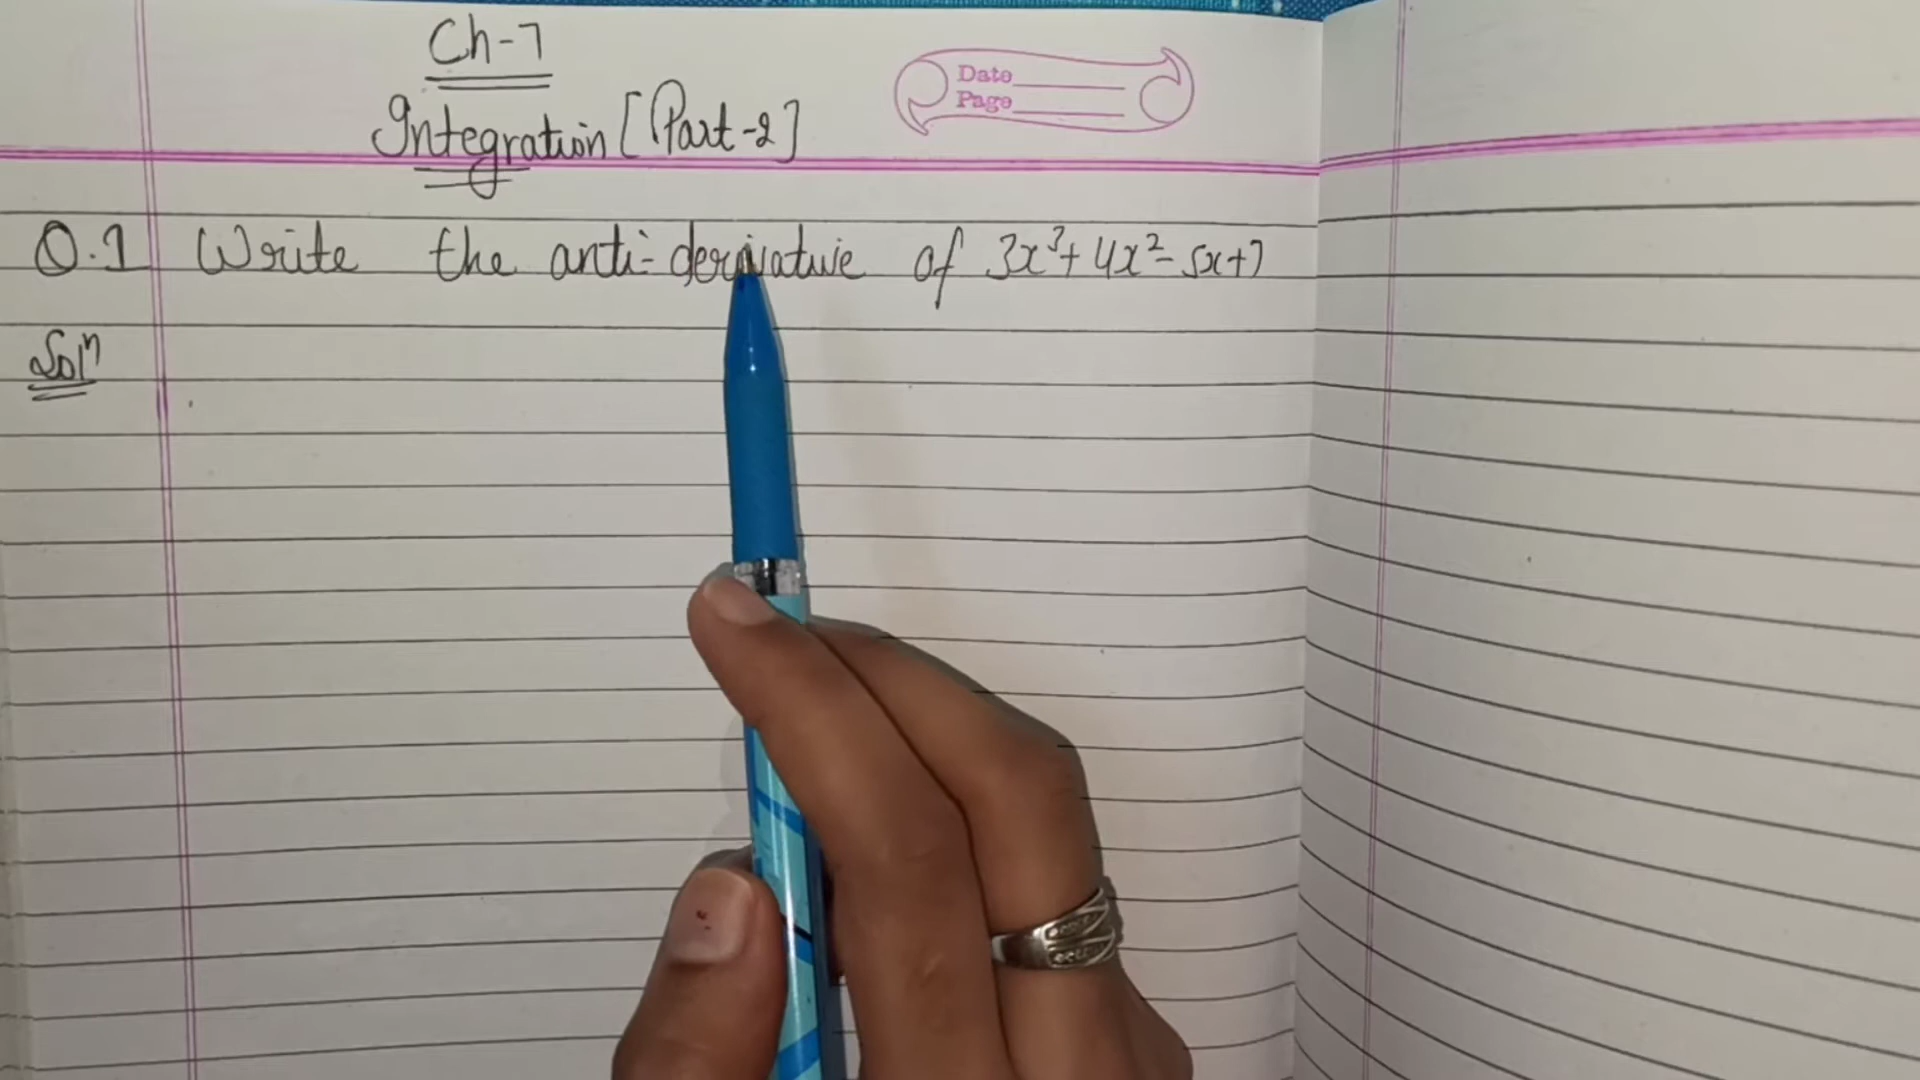 Ch-7
Integration [Part-2]
Date
Page
Q.1 Write the anti-derivative of 3x³+4x²-5x+7
Solⁿ